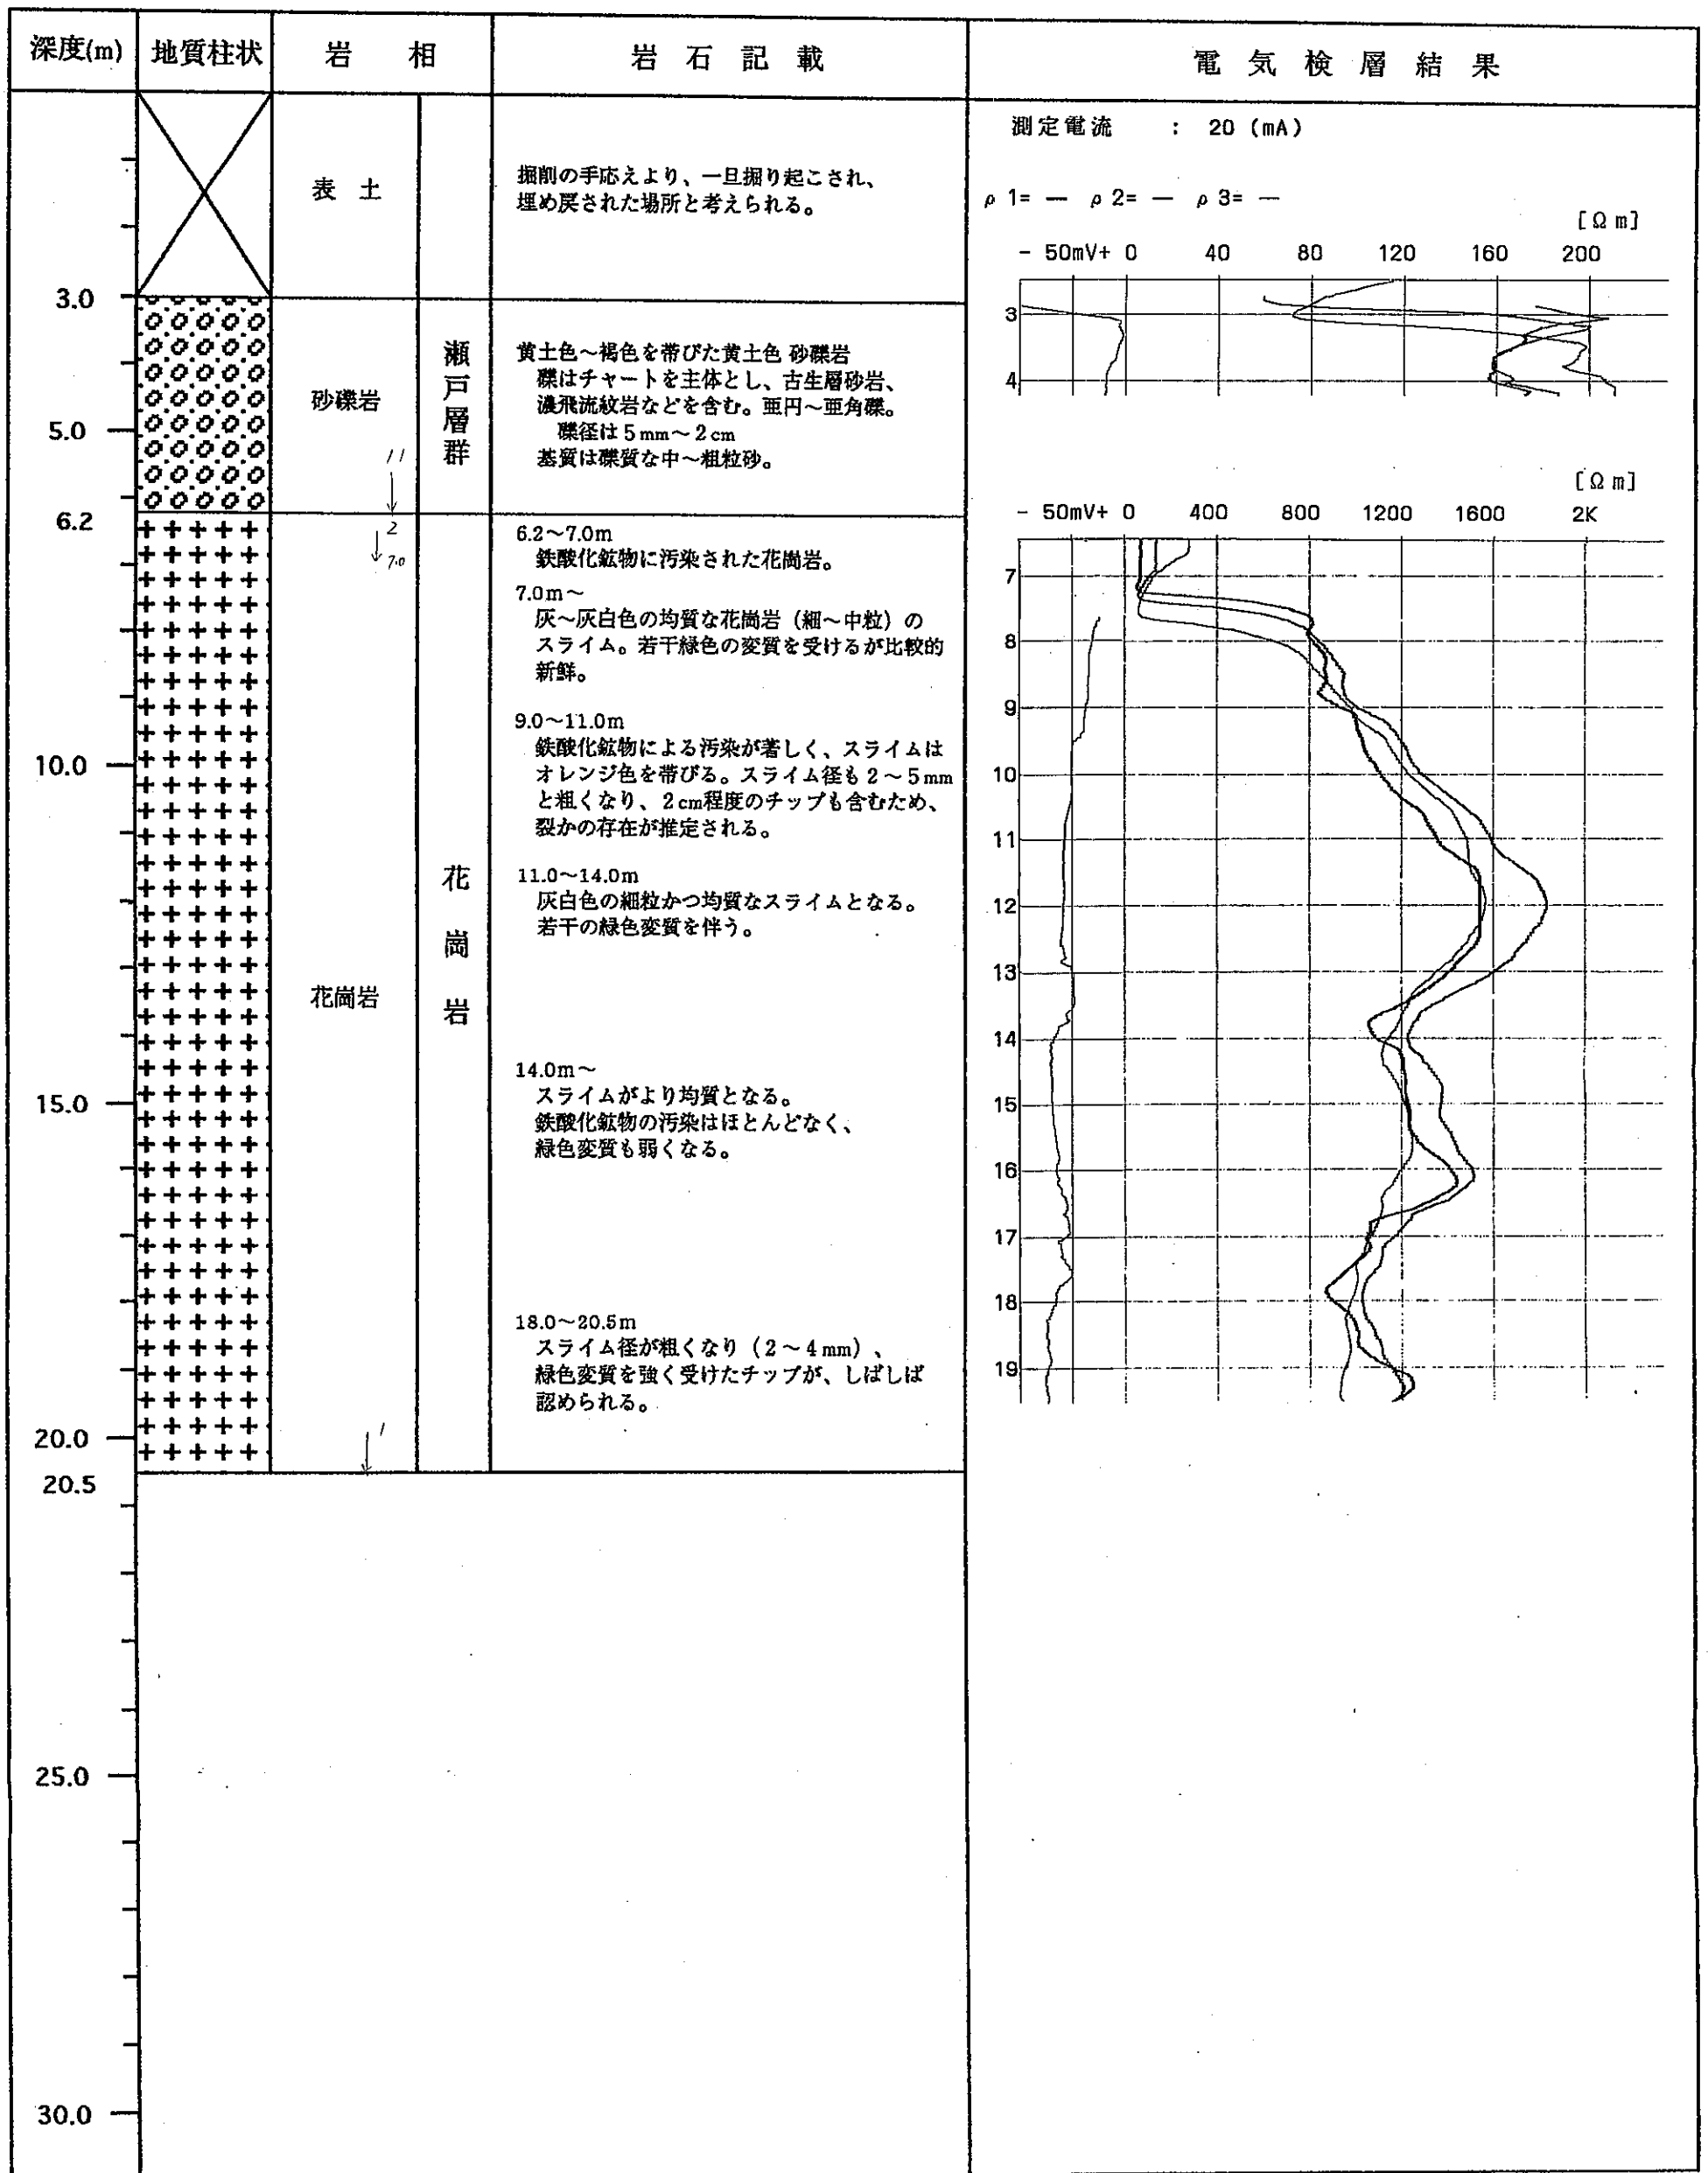 深度(m) 地質柱状 岩相 岩石記載 電気検層結果
表土
掘削の手応えより、一旦掘り起こされ、
埋め戻された場所と考えられる。
3.0
砂礫岩
瀬戸層群
黄土色～褐色を帯びた黄土色 砂礫岩
礫はチャートを主体とし、古生層砂岩、
濃飛流紋岩などを含む。亜円～亜角礫。
礫径は5mm～2cm
基質は礫質な中～粗粒砂。
5.0
11
6.2
2
7.0
花崗岩
花崗岩
6.2～7.0m
鉄酸化鉱物に汚染された花崗岩。
7.0m～
灰～灰白色の均質な花崗岩（細～中粒）の
スライム。若干緑色の変質を受けるが比較的
新鮮。
9.0～11.0m
鉄酸化鉱物による汚染が著しく、スライムは
オレンジ色を帯びる。スライム径も2～5mm
と粗くなり、2cm程度のチップも含むため、
裂かの存在が推定される。
10.0
11.0～14.0m
灰白色の細粒かつ均質なスライムとなる。
若干の緑色変質を伴う。
14.0m～
スライムがより均質となる。
鉄酸化鉱物の汚染はほとんどなく、
緑色変質も弱くなる。
15.0
18.0～20.5m
スライム径が粗くなり（2～4mm）、
緑色変質を強く受けたチップが、しばしば
認められる。
20.0
1
20.5
25.0
30.0
測定電流 : 20 (mA)
ρ 1= — ρ 2= — ρ 3= —
[Ω m]
- 50mV+ 0 40 80 120 160 200
3
4
[Ω m]
- 50mV+ 0 400 800 1200 1600 2K
7
8
9
10
11
12
13
14
15
16
17
18
19